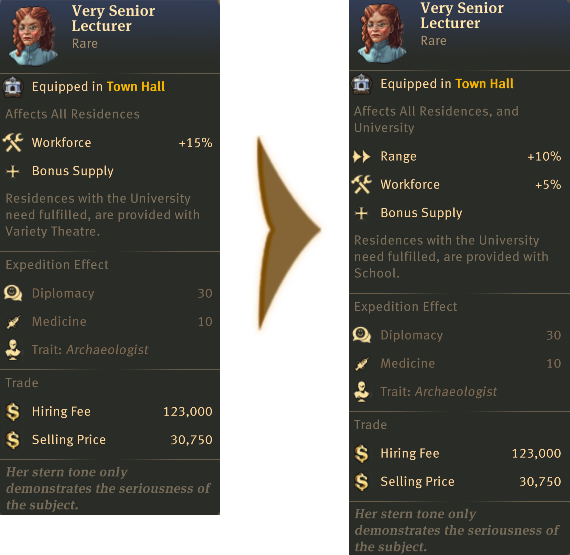 Very Senior
Lecturer
Rare
Equipped in Town Hall
Affects All Residences
Workforce +15%
Bonus Supply
Residences with the University
need fulfilled, are provided with
Variety Theatre.
Expedition Effect
Diplomacy 30
Medicine 10
Trait: Archaeologist
Trade
Hiring Fee 123,000
Selling Price 30,750
Her stern tone only
demonstrates the seriousness of
the subject.
Very Senior
Lecturer
Rare
Equipped in Town Hall
Affects All Residences, and
University
Range +10%
Workforce +5%
Bonus Supply
Residences with the University
need fulfilled, are provided with
School.
Expedition Effect
Diplomacy 30
Medicine 10
Trait: Archaeologist
Trade
Hiring Fee 123,000
Selling Price 30,750
Her stern tone only
demonstrates the seriousness of
the subject.